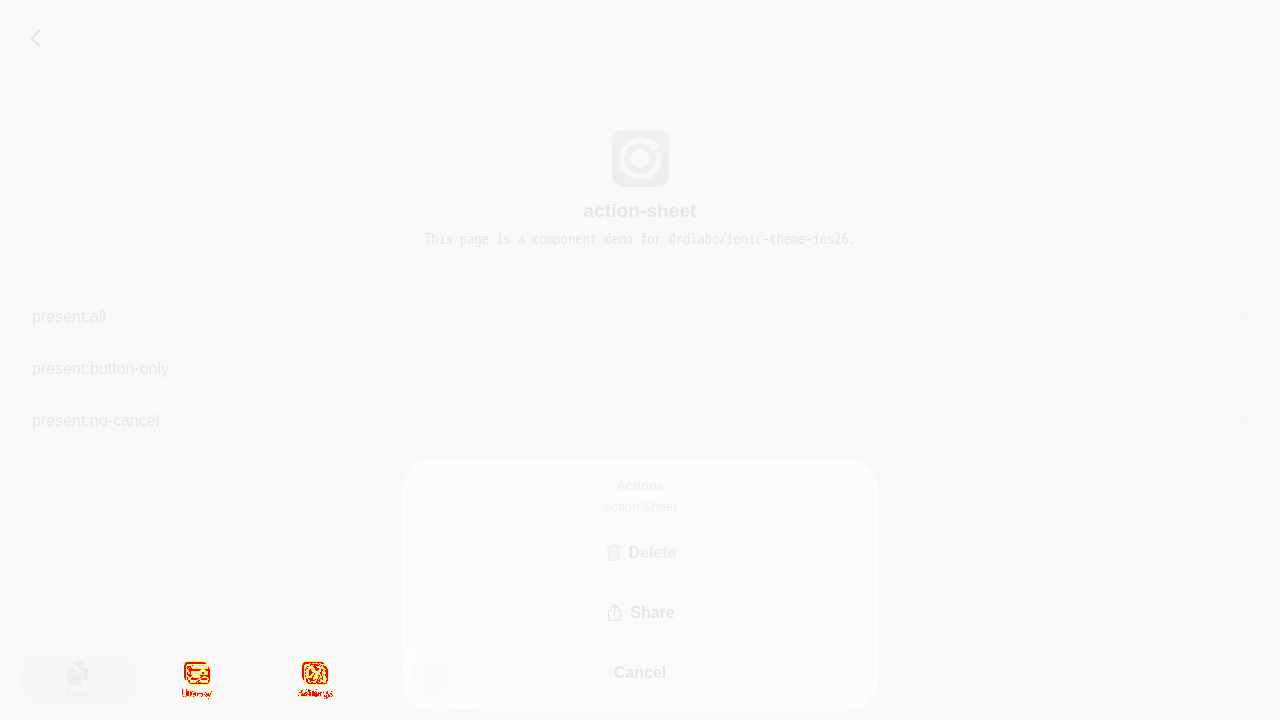 action-sheet
This page is a component demo for @rdlabo/ionic-theme-ios26.
present:all
present:button-only
present:no-cancel
Actions
Action Sheet
Delete
Share
Cancel
Index
Library
Settings